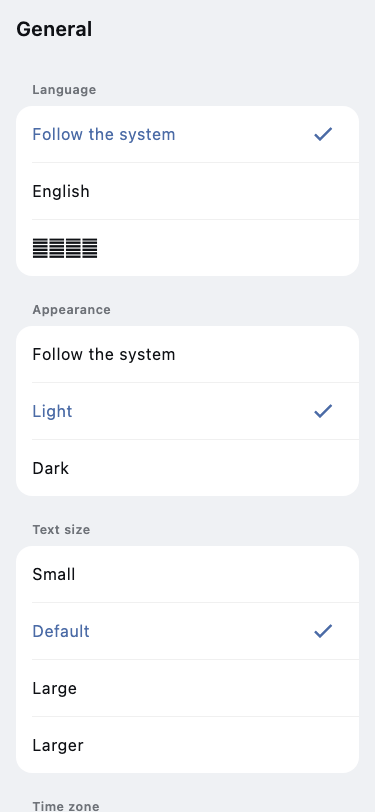 General
Language
Follow the system
English
Appearance
Follow the system
Light
Dark
Text size
Small
Default
Large
Larger
Time zone